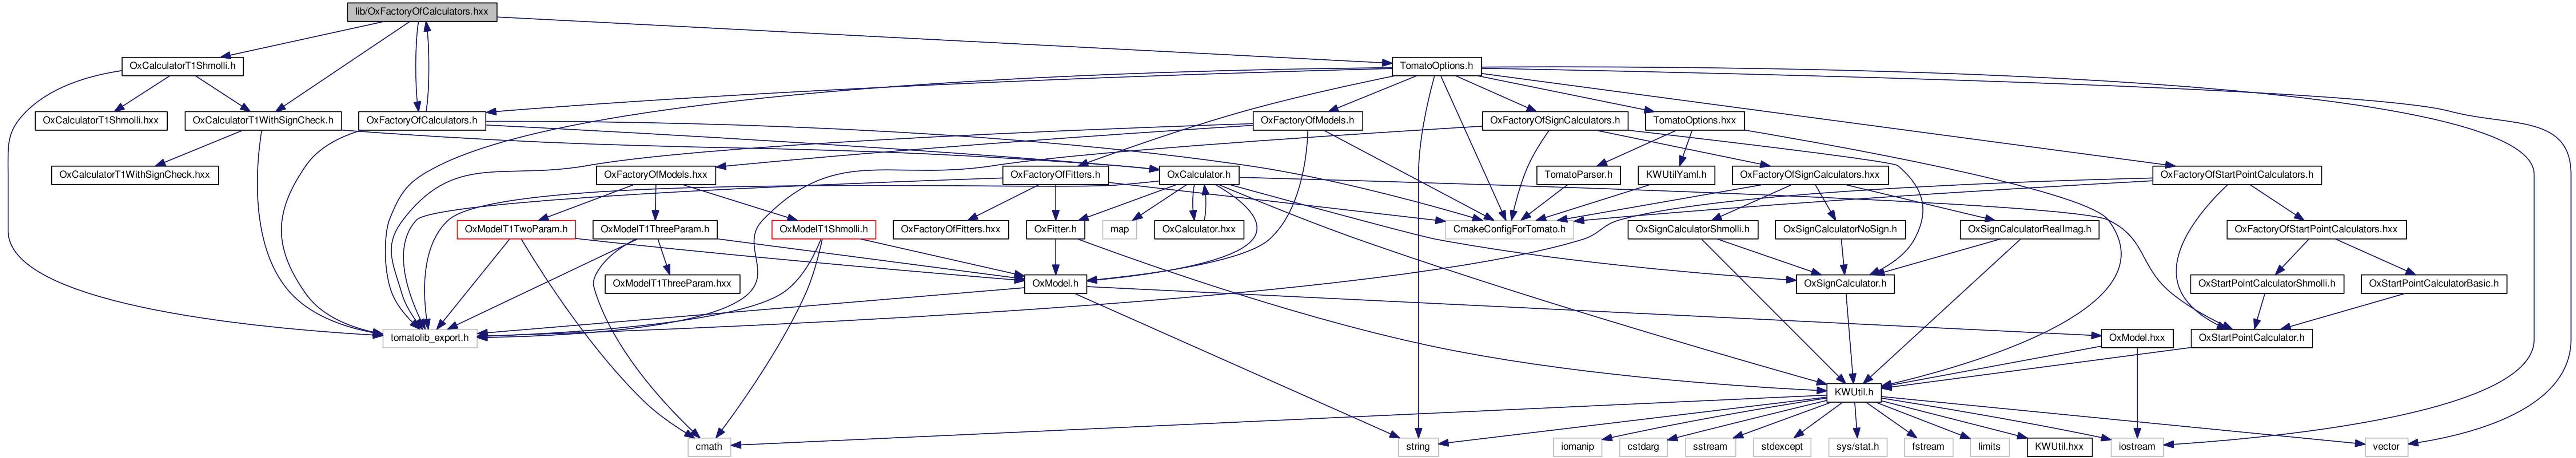 lib/OxFactoryOfCalculators.hxx
OxCalculatorT1Shmolli.h
TomatoOptions.h
OxCalculatorT1Shmolli.hxx
OxCalculatorT1WithSignCheck.h
OxFactoryOfCalculators.h
OxFactoryOfModels.h
OxFactoryOfSignCalculators.h
TomatoOptions.hxx
OxCalculatorT1WithSignCheck.hxx
OxFactoryOfModels.hxx
OxFactoryOfFitters.h
OxCalculator.h
TomatoParser.h
KWUtilYaml.h
OxFactoryOfSignCalculators.hxx
OxFactoryOfStartPointCalculators.h
OxModelT1TwoParam.h
OxModelT1ThreeParam.h
OxModelT1Shmolli.h
OxFactoryOfFitters.hxx
OxFitter.h
map
OxCalculator.hxx
CmakeConfigForTomato.h
OxSignCalculatorShmolli.h
OxSignCalculatorNoSign.h
OxSignCalculatorRealImag.h
OxFactoryOfStartPointCalculators.hxx
OxModelT1ThreeParam.hxx
OxModel.h
OxSignCalculator.h
OxStartPointCalculatorShmolli.h
OxStartPointCalculatorBasic.h
tomatolib_export.h
OxModel.hxx
OxStartPointCalculator.h
KWUtil.h
cmath
string
iomanip
cstdarg
sstream
stdexcept
sys/stat.h
fstream
limits
KWUtil.hxx
iostream
vector